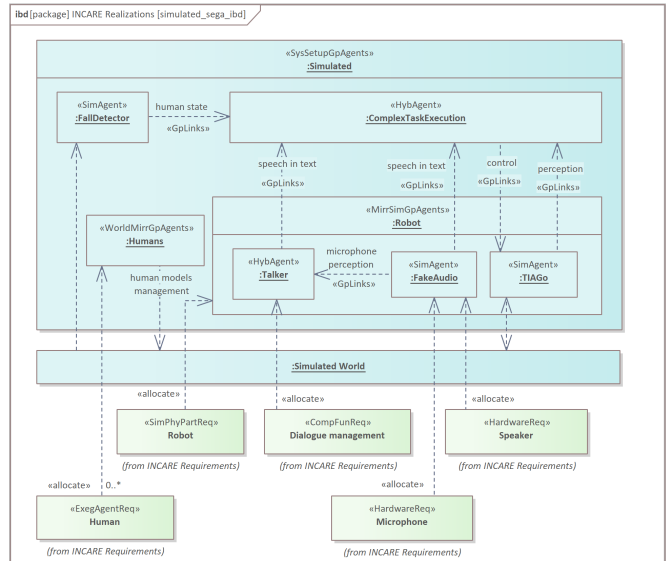 ibd [package] INCARE Realizations [simulated_sega_ibd]
«SysSetupGpAgents»
:Simulated
«SimAgent»
:FallDetector
human state
«GpLinks»
«HybAgent»
:ComplexTaskExecution
speech in text
«GpLinks»
speech in text
«GpLinks»
control
«GpLinks»
perception
«GpLinks»
«MirrSimGpAgents»
:Robot
«WorldMirrGpAgents»
:Humans
human models
management
«HybAgent»
:Talker
microphone
perception
«GpLinks»
«SimAgent»
:FakeAudio
«SimAgent»
:TIAGo
:Simulated World
«allocate»
«allocate»
«allocate»
«SimPhyPartReq»
Robot
(from INCARE Requirements)
«CompFunReq»
Dialogue management
(from INCARE Requirements)
«HardwareReq»
Speaker
(from INCARE Requirements)
«allocate»
0..*
«allocate»
«ExegAgentReq»
Human
(from INCARE Requirements)
«HardwareReq»
Microphone
(from INCARE Requirements)